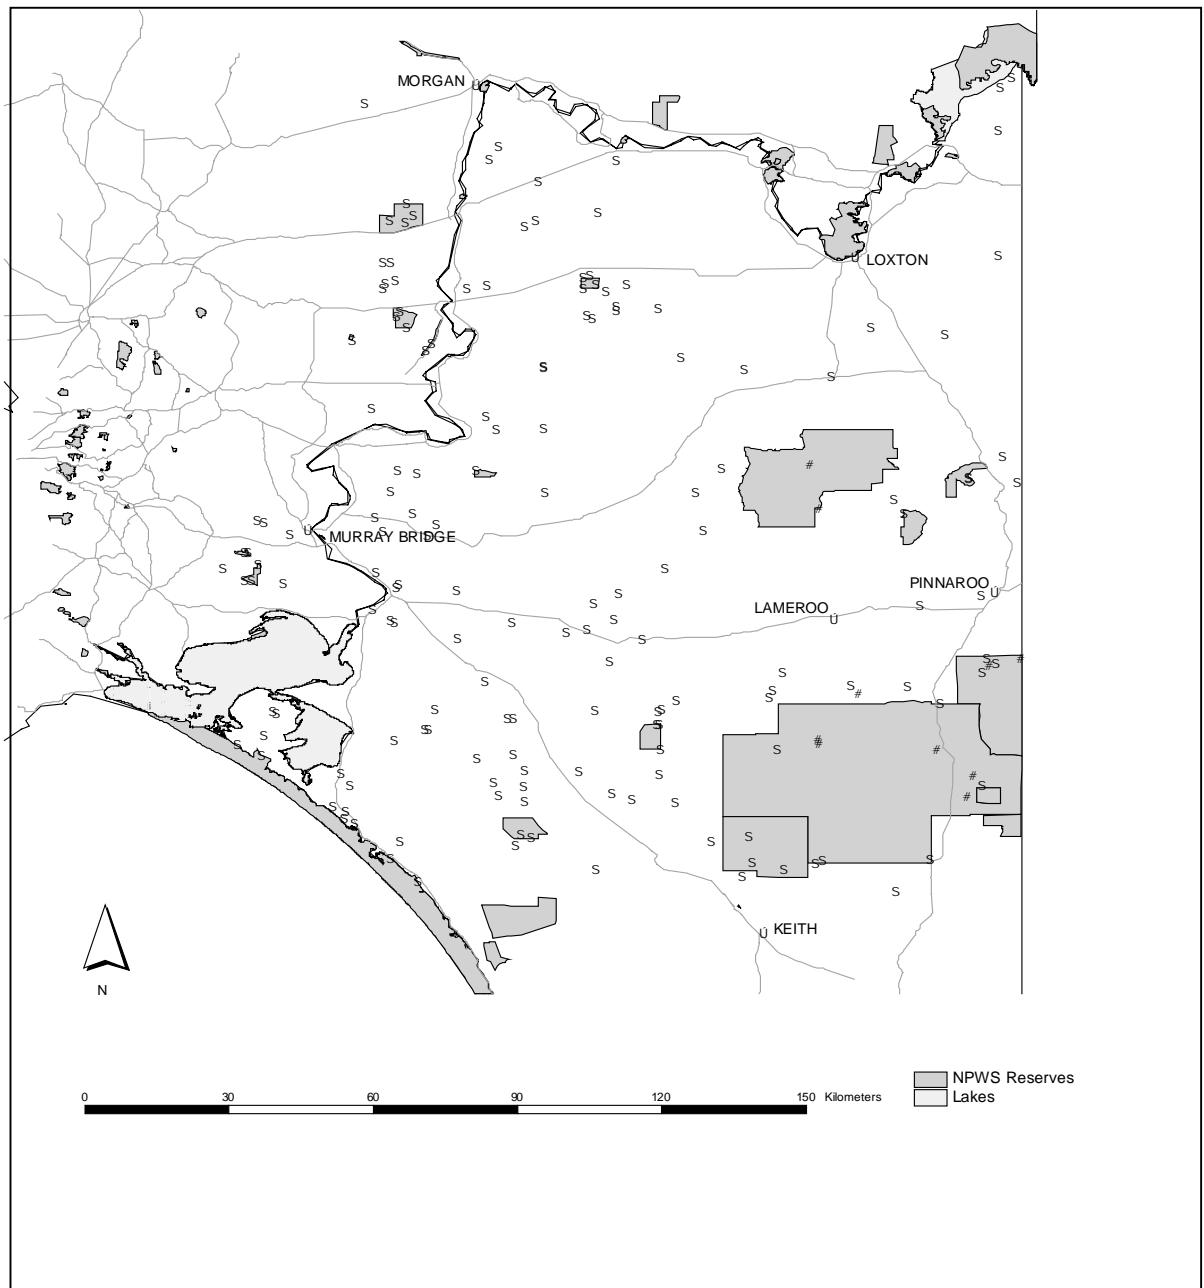 MORGAN
LOXTON
MURRAY BRIDGE
PINNAROO
LAMEROO
KEITH
N
NPWS Reserves
Lakes
0 30 60 90 120 150 Kilometers